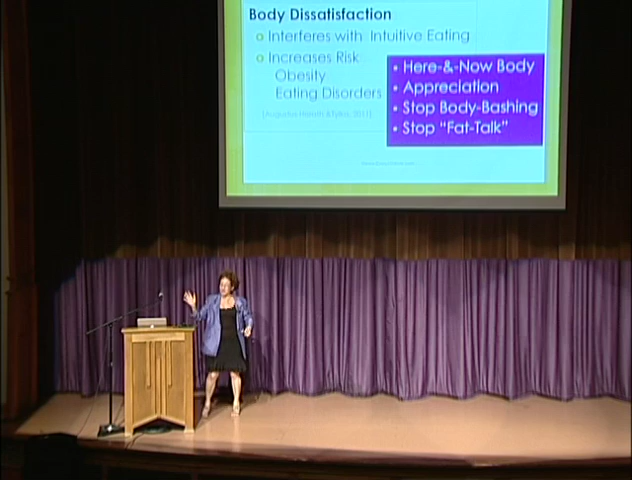 Body Dissatisfaction
Interferes with Intuitive Eating
Increases Risk
Obesity
Eating Disorders
Here-&-Now Body
Appreciation
Stop Body-Bashing
Stop "Fat-Talk"